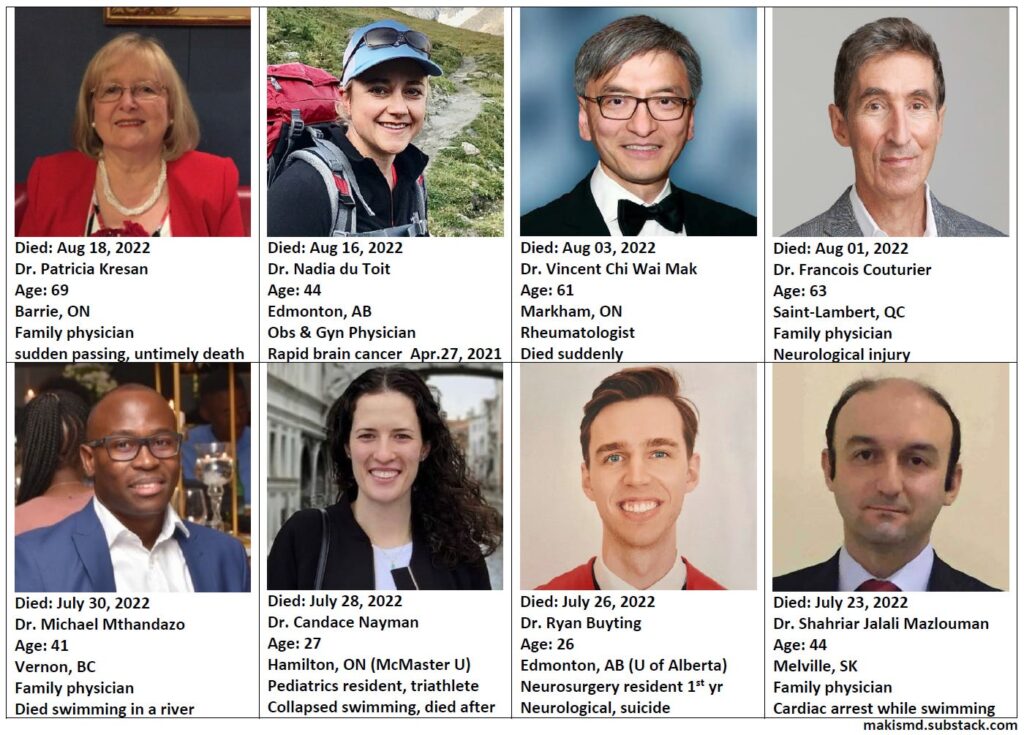 Died: Aug 18, 2022
Dr. Patricia Kresan
Age: 69
Barrie, ON
Family physician
sudden passing, untimely death
Died: Aug 16, 2022
Dr. Nadia du Toit
Age: 44
Edmonton, AB
Obs & Gyn Physician
Rapid brain cancer Apr.27, 2021
Died: Aug 03, 2022
Dr. Vincent Chi Wai Mak
Age: 61
Markham, ON
Rheumatologist
Died suddenly
Died: Aug 01, 2022
Dr. Francois Couturier
Age: 63
Saint-Lambert, QC
Family physician
Neurological injury
Died: July 30, 2022
Dr. Michael Mthandazo
Age: 41
Vernon, BC
Family physician
Died swimming in a river
Died: July 28, 2022
Dr. Candace Nayman
Age: 27
Hamilton, ON (McMaster U)
Pediatrics resident, triathlete
Collapsed swimming, died after
Died: July 26, 2022
Dr. Ryan Buyting
Age: 26
Edmonton, AB (U of Alberta)
Neurosurgery resident 1st yr
Neurological, suicide
Died: July 23, 2022
Dr. Shahriar Jalali Mazlouman
Age: 44
Melville, SK
Family physician
Cardiac arrest while swimming
makismd.substack.com